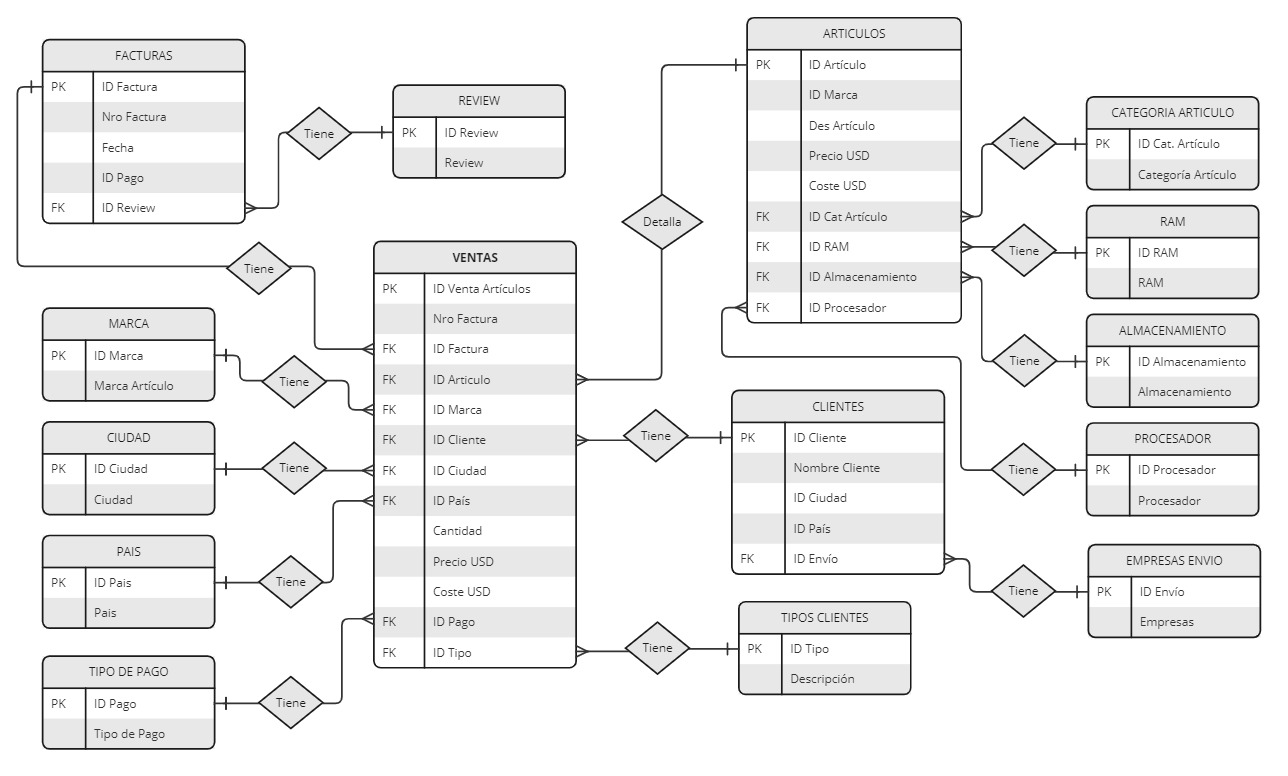 FACTURAS
PK ID Factura
Nro Factura
Fecha
ID Pago
FK ID Review
Tiene
REVIEW
PK ID Review
Review
Tiene
MARCA
PK ID Marca
Marca Artículo
Tiene
CIUDAD
PK ID Ciudad
Ciudad
Tiene
PAIS
PK ID Pais
Pais
Tiene
TIPO DE PAGO
PK ID Pago
Tipo de Pago
Tiene
VENTAS
PK ID Venta Artículos
Nro Factura
FK ID Factura
FK ID Articulo
FK ID Marca
FK ID Cliente
FK ID Ciudad
FK ID País
Cantidad
Precio USD
Coste USD
FK ID Pago
FK ID Tipo
Detalla
Tiene
Tiene
ARTICULOS
PK ID Artículo
ID Marca
Des Artículo
Precio USD
Coste USD
FK ID Cat Artículo
FK ID RAM
FK ID Almacenamiento
FK ID Procesador
CLIENTES
PK ID Cliente
Nombre Cliente
ID Ciudad
ID País
FK ID Envío
TIPOS CLIENTES
PK ID Tipo
Descripción
Tiene
CATEGORIA ARTICULO
PK ID Cat. Artículo
Categoría Artículo
Tiene
RAM
PK ID RAM
RAM
Tiene
ALMACENAMIENTO
PK ID Almacenamiento
Almacenamiento
Tiene
PROCESADOR
PK ID Procesador
Procesador
Tiene
EMPRESAS ENVIO
PK ID Envío
Empresas